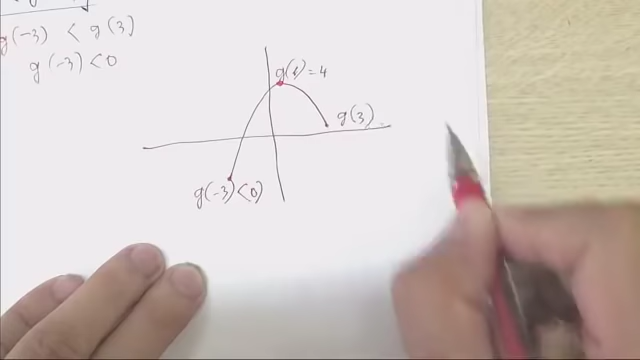 g(-3) < g(3)
g(-3) < 0
g(1) = 4
g(3)
g(-3) < 0)